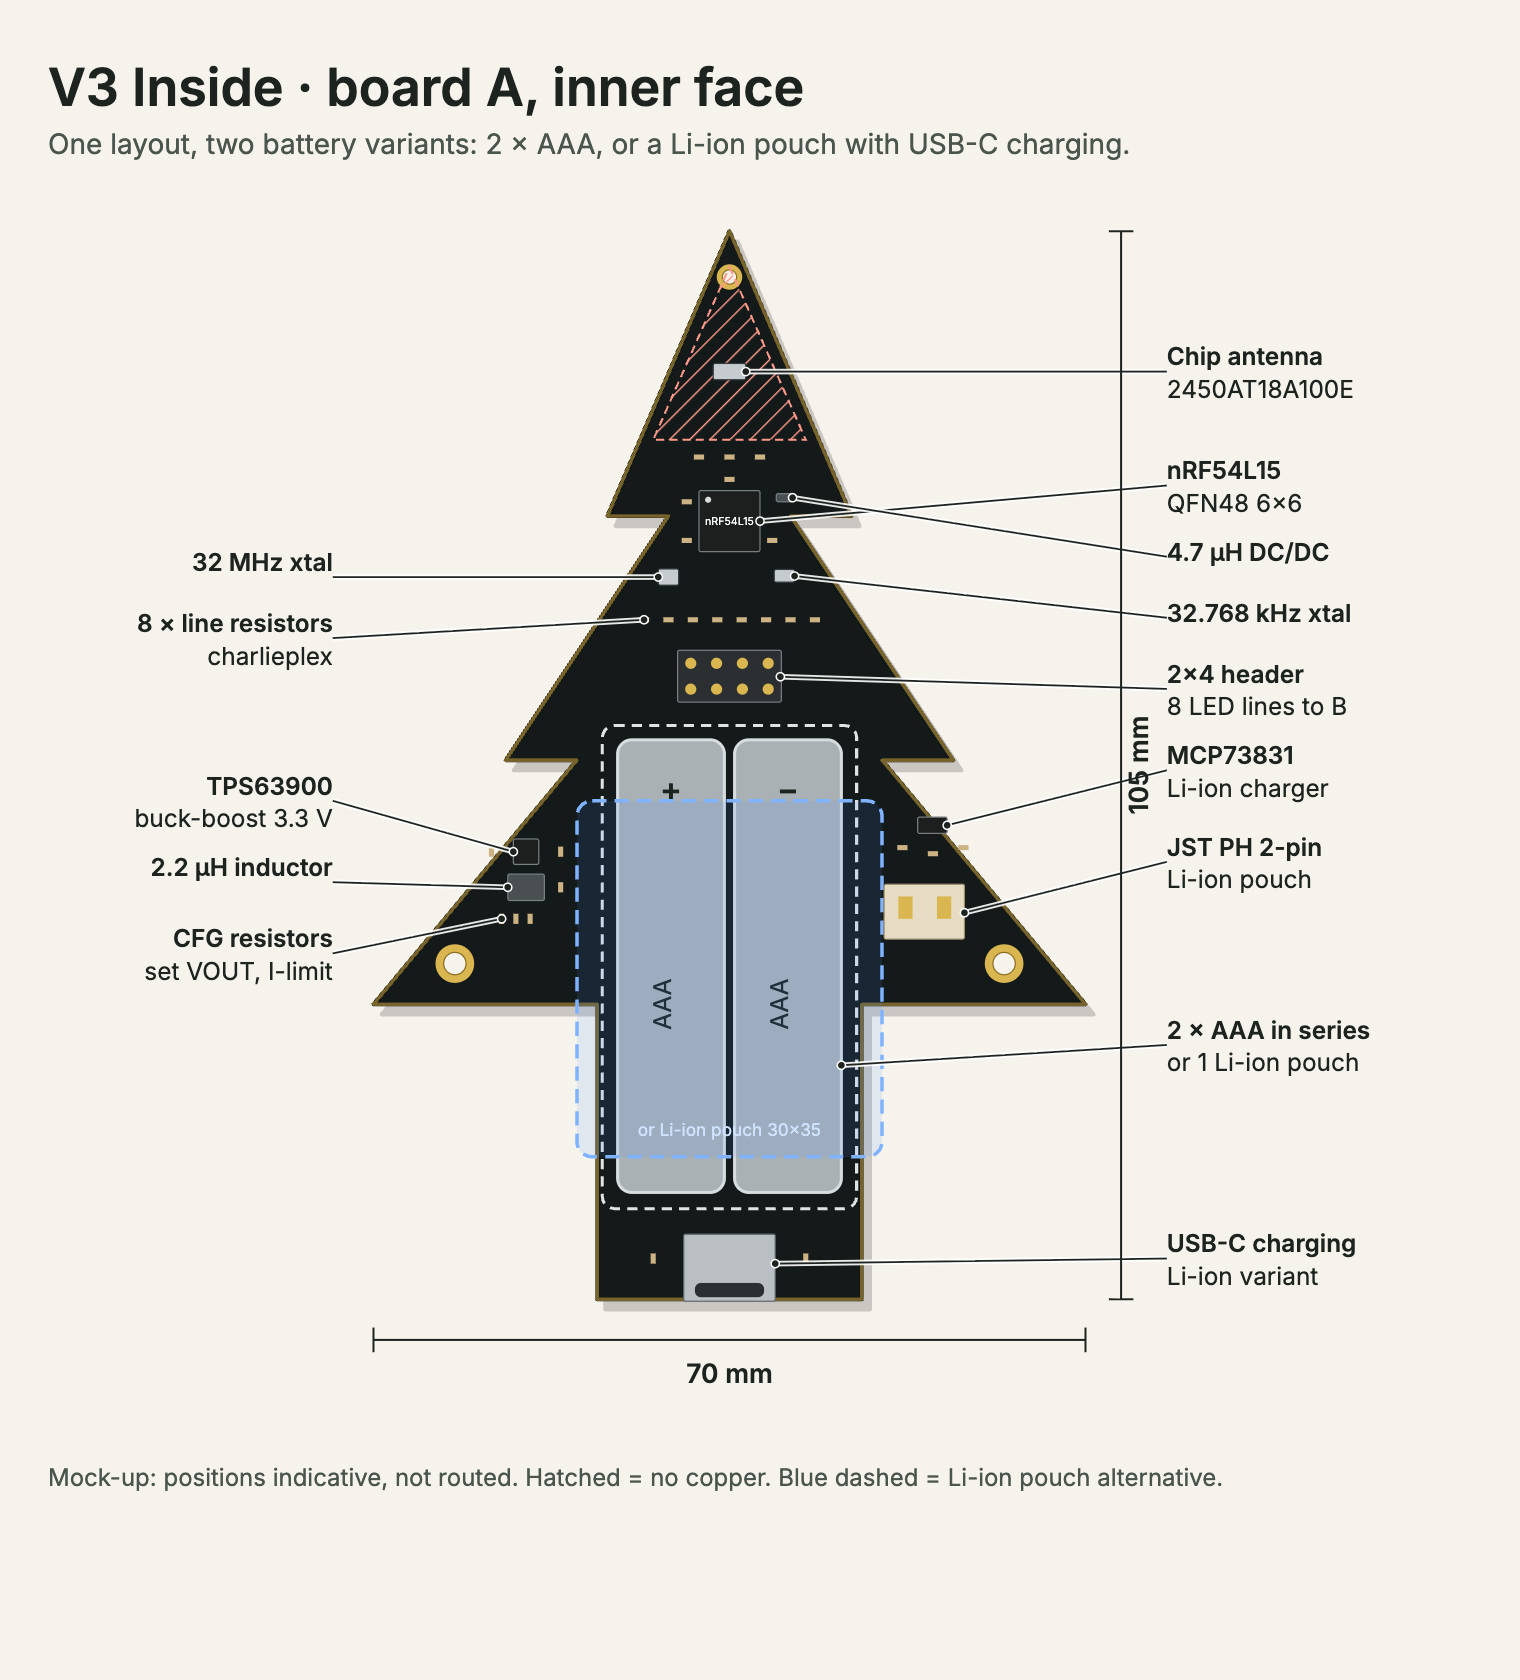 V3 Inside · board A, inner face
One layout, two battery variants: 2 × AAA, or a Li-ion pouch with USB-C charging.
Chip antenna
2450AT18A100E
nRF54L15
QFN48 6×6
nRF54L15
4.7 µH DC/DC
32 MHz xtal
32.768 kHz xtal
8 × line resistors
charlieplex
2×4 header
8 LED lines to B
105 mm
MCP73831
Li-ion charger
TPS63900
buck-boost 3.3 V
+
−
JST PH 2-pin
Li-ion pouch
2.2 µH inductor
CFG resistors
set VOUT, I-limit
AAA
AAA
2 × AAA in series
or 1 Li-ion pouch
or Li-ion pouch 30×35
USB-C charging
Li-ion variant
70 mm
Mock-up: positions indicative, not routed. Hatched = no copper. Blue dashed = Li-ion pouch alternative.